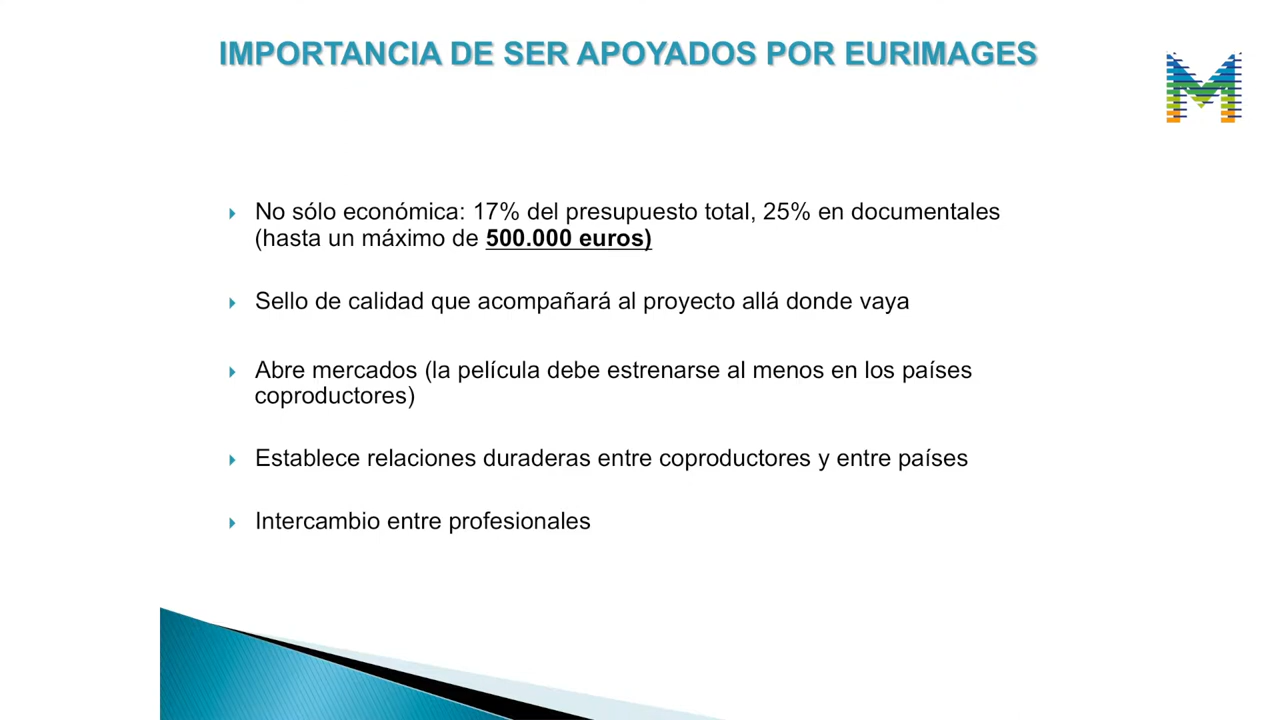 IMPORTANCIA DE SER APOYADOS POR EURIMAGES
No sólo económica: 17% del presupuesto total, 25% en documentales
(hasta un máximo de 500.000 euros)
Sello de calidad que acompañará al proyecto allá donde vaya
Abre mercados (la película debe estrenarse al menos en los países
coproductores)
Establece relaciones duraderas entre coproductores y entre países
Intercambio entre profesionales